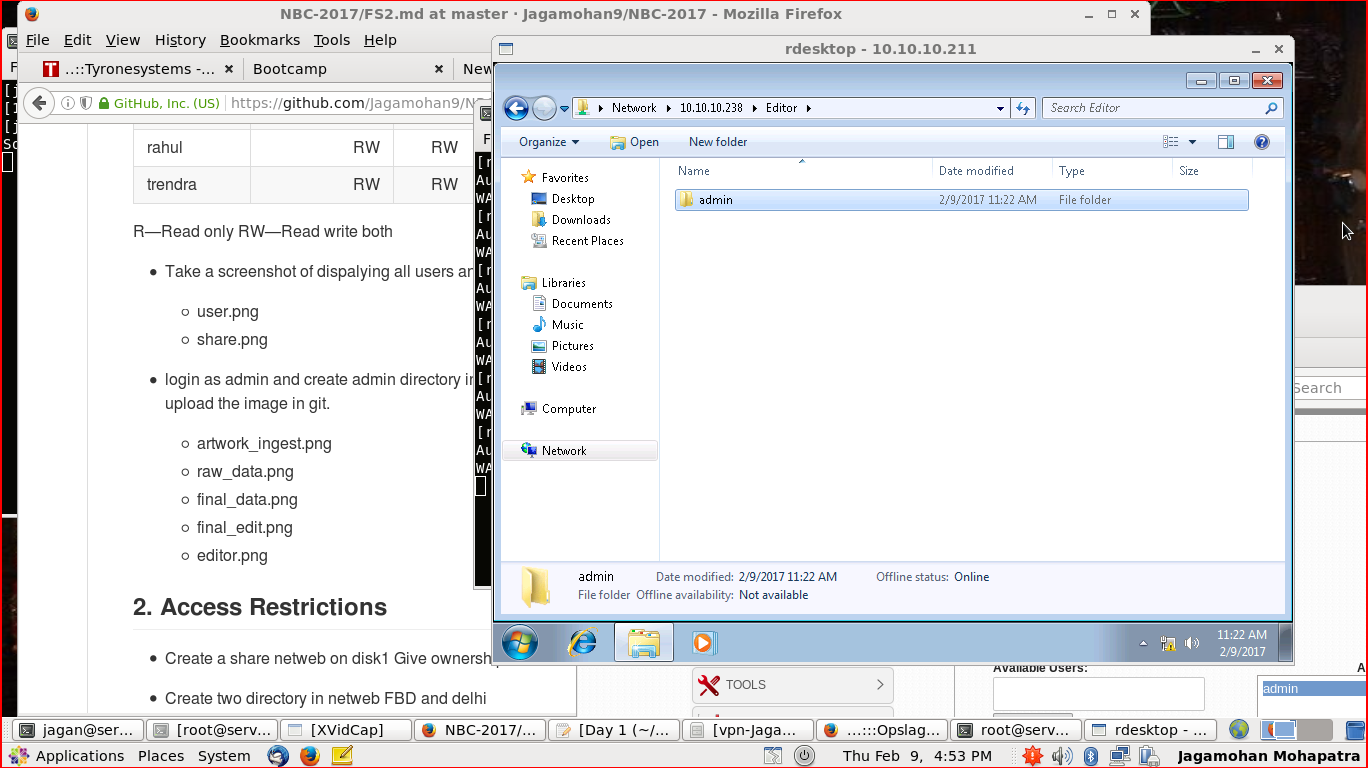 NBC-2017/FS2.md at master · Jagamohan9/NBC-2017 - Mozilla Firefox
File Edit View History Bookmarks Tools Help
..::Tyronesystems -... × Bootcamp × New
GitHub, Inc. (US) https://github.com/Jagamohan9/N
rahul RW RW
trendra RW RW
R—Read only RW—Read write both
Take a screenshot of dispalying all users an
user.png
share.png
login as admin and create admin directory in
upload the image in git.
artwork_ingest.png
raw_data.png
final_data.png
final_edit.png
editor.png
2. Access Restrictions
Create a share netweb on disk1 Give ownersh
Create two directory in netweb FBD and delhi
rdesktop - 10.10.10.211
Network 10.10.10.238 Editor
Search Editor
Organize Open New folder
Name Date modified Type Size
admin 2/9/2017 11:22 AM File folder
Favorites
Desktop
Downloads
Recent Places
Libraries
Documents
Music
Pictures
Videos
Computer
Network
admin Date modified: 2/9/2017 11:22 AM Offline status: Online
File folder Offline availability: Not available
11:22 AM
2/9/2017
Search
TOOLS
Available Users:
admin
jagan@ser... [root@serv... [XVidCap] NBC-2017/... [Day 1 (~/... [vpn-Jaga... ...:::Opslag... root@serv... rdesktop - ...
Applications Places System Thu Feb 9, 4:53 PM Jagamohan Mohapatra